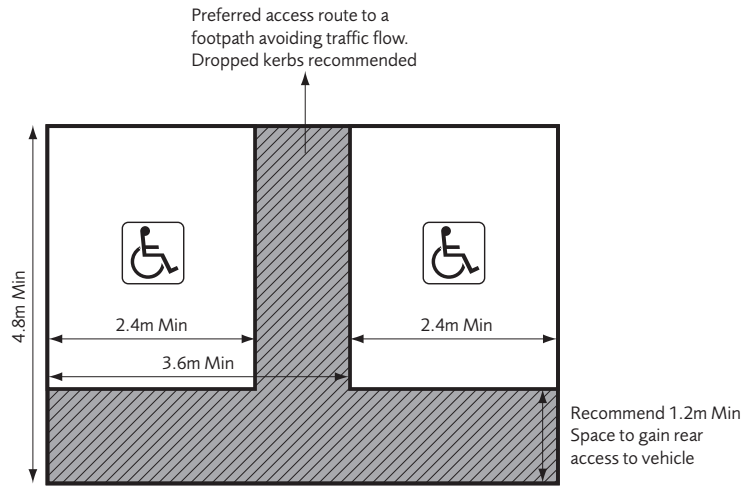 Preferred access route to a
footpath avoiding traffic flow.
Dropped kerbs recommended
4.8m Min
2.4m Min
2.4m Min
3.6m Min
Recommend 1.2m Min
Space to gain rear
access to vehicle